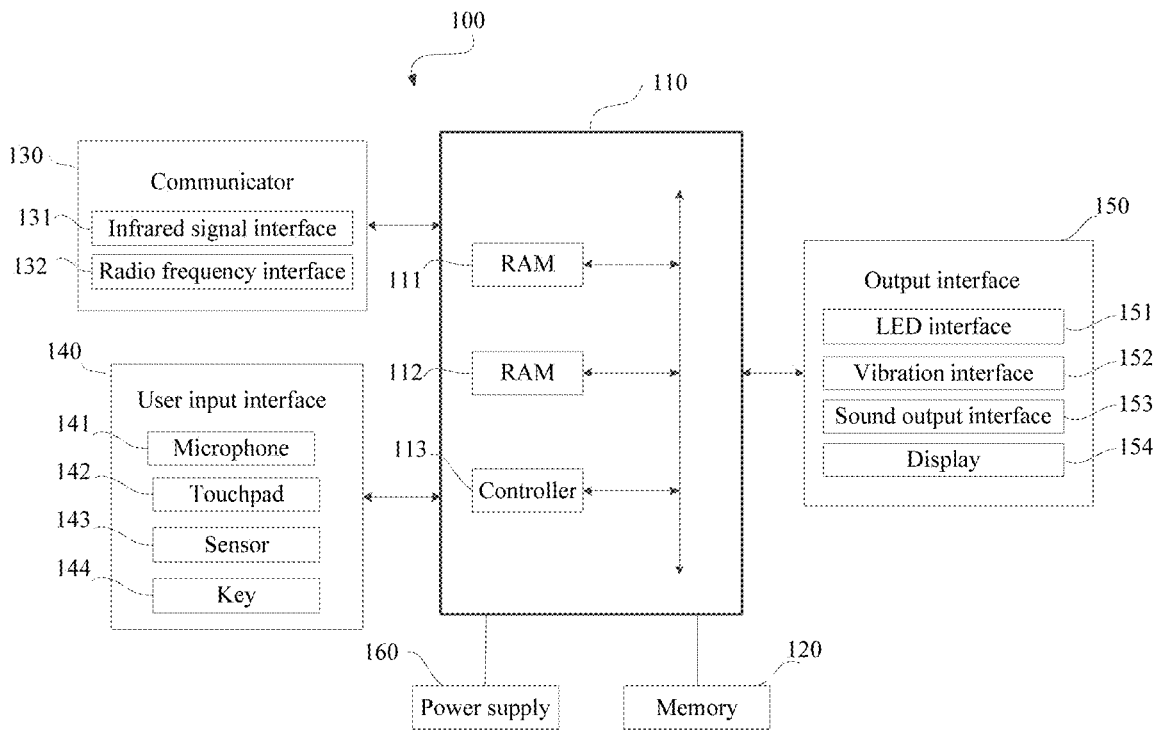 100
110
130
Communicator
131
Infrared signal interface
132
Radio frequency interface
111
RAM
112
RAM
113
Controller
140
User input interface
141
Microphone
142
Touchpad
143
Sensor
144
Key
150
Output interface
LED interface
151
Vibration interface
152
Sound output interface
153
Display
154
160
Power supply
120
Memory